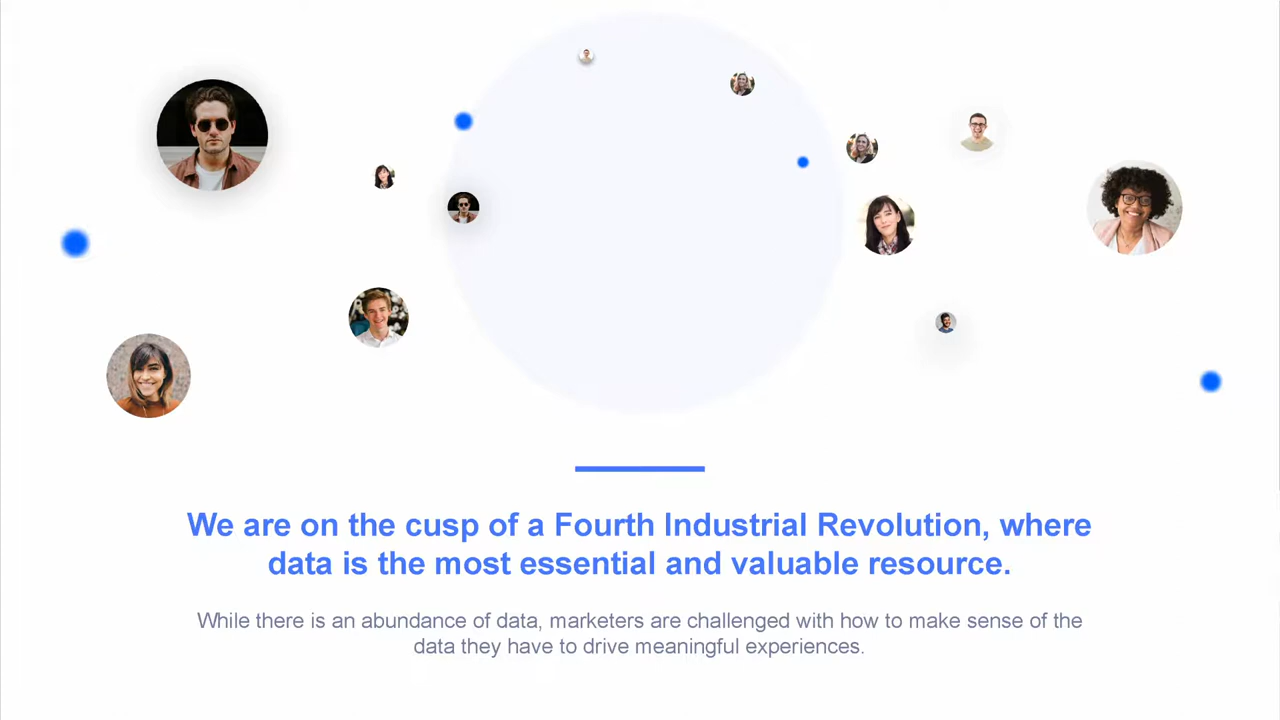 We are on the cusp of a Fourth Industrial Revolution, where
data is the most essential and valuable resource.
While there is an abundance of data, marketers are challenged with how to make sense of the
data they have to drive meaningful experiences.